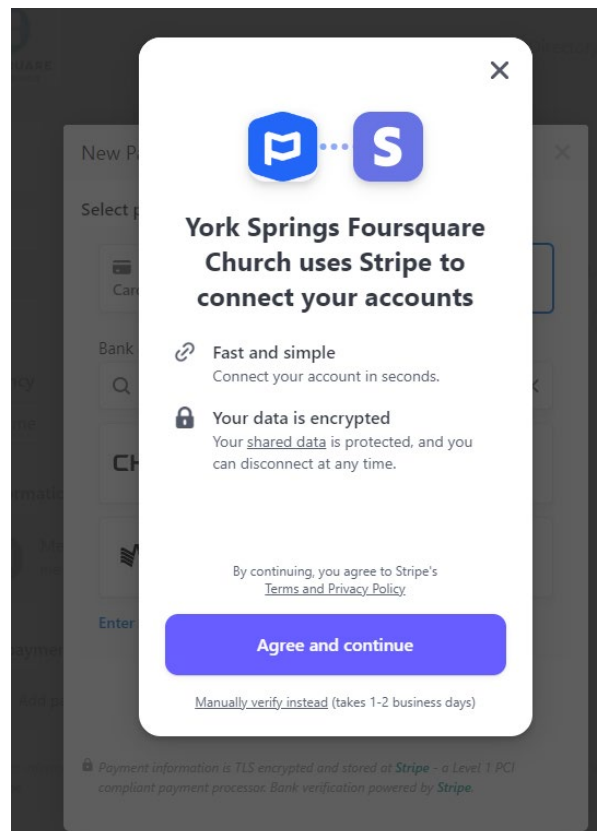 New P
Select p
S
York Springs Foursquare
Church uses Stripe to
connect your accounts
Card
Fast and simple
Connect your account in seconds.
Bank
Your data is encrypted
Your shared data is protected, and you
can disconnect at any time.
CH
By continuing, you agree to Stripe's
Terms and Privacy Policy
Enter
Agree and continue
Manually verify instead (takes 1-2 business days)
Payment information is TLS encrypted and stored at Stripe - a Level 1 PCI
compliant payment processor. Bank verification powered by Stripe.